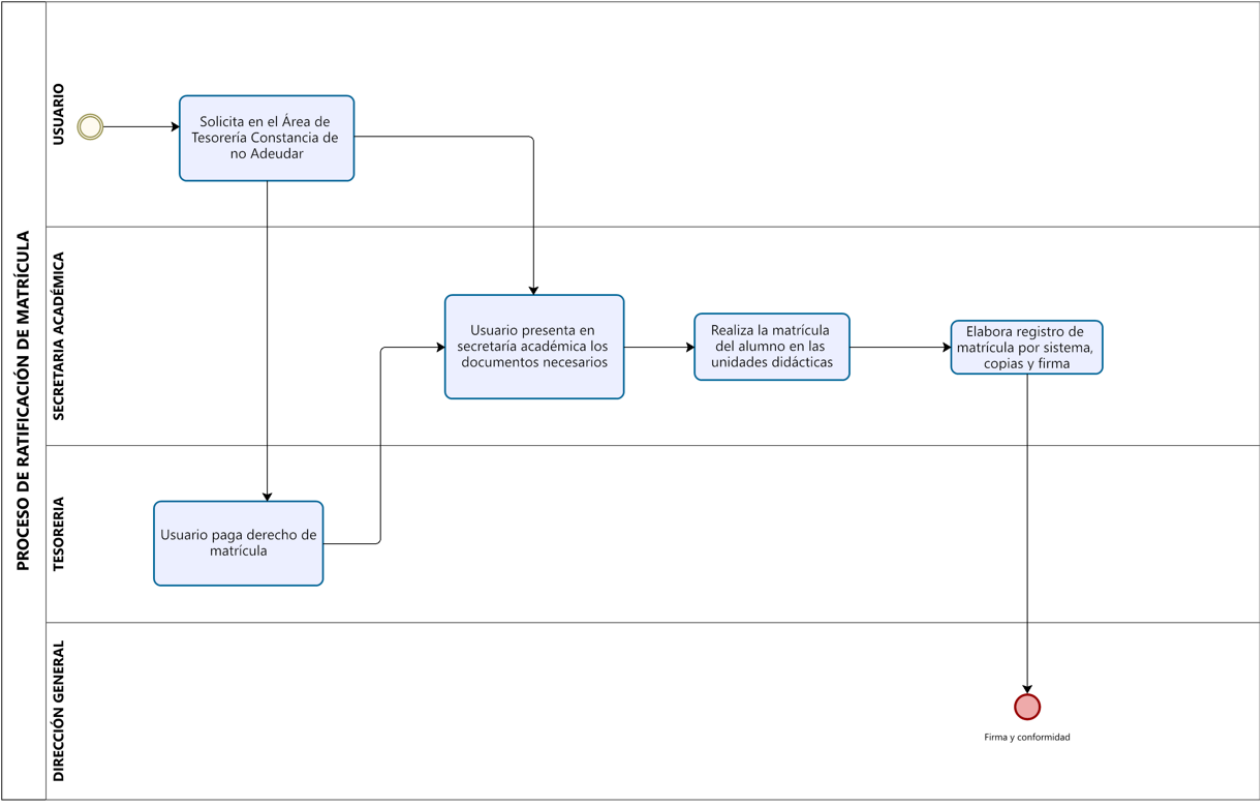 PROCESO DE RATIFICACIÓN DE MATRÍCULA
USUARIO
Solicita en el Área de
Tesorería Constancia de
no Adeudar
SECRETARIA ACADÉMICA
Usuario presenta en
secretaría académica los
documentos necesarios
Realiza la matrícula
del alumno en las
unidades didácticas
Elabora registro de
matrícula por sistema,
copias y firma
TESORERIA
Usuario paga derecho de
matrícula
DIRECCIÓN GENERAL
Firma y conformidad